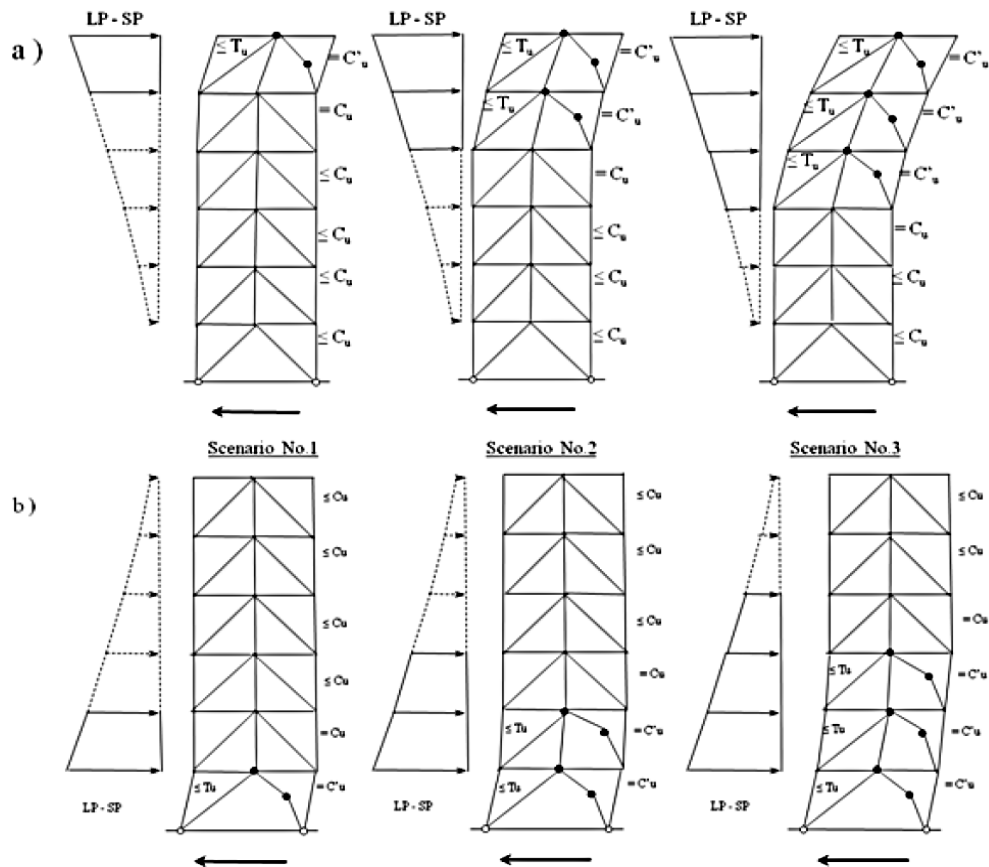 a )
LP - SP
≤ Tu
= C'u
= Cu
≤ Cu
≤ Cu
≤ Cu
≤ Cu
LP - SP
≤ Tu
= C'u
≤ Tu
= C'u
= Cu
≤ Cu
≤ Cu
≤ Cu
LP - SP
≤ Tu
= C'u
≤ Tu
= C'u
≤ Tu
= C'u
= Cu
≤ Cu
≤ Cu
Scenario No.1
Scenario No.2
Scenario No.3
b )
≤ Cu
≤ Cu
≤ Cu
≤ Cu
= Cu
≤ Tu
= C'u
LP - SP
≤ Cu
≤ Cu
≤ Cu
= Cu
≤ Tu
= C'u
≤ Tu
= C'u
LP - SP
≤ Cu
≤ Cu
= Cu
≤ Tu
= C'u
≤ Tu
= C'u
≤ Tu
= C'u
LP - SP